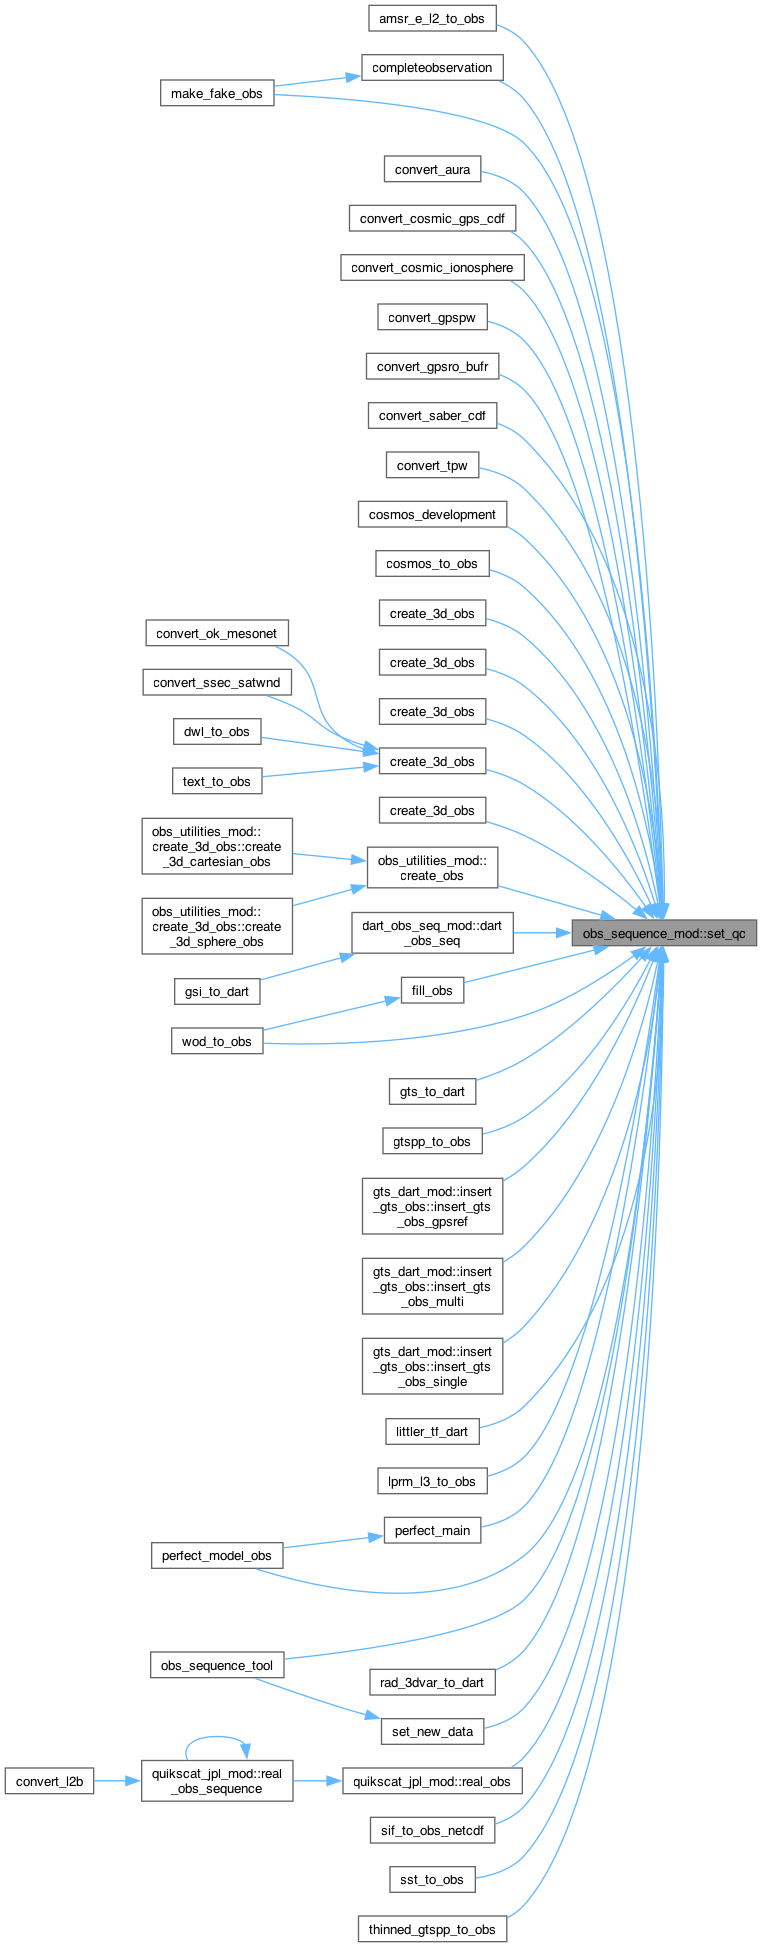 amsr_e_l2_to_obs
completeobservation
make_fake_obs
convert_aura
convert_cosmic_gps_cdf
convert_cosmic_ionosphere
convert_gpspw
convert_gpsro_bufr
convert_saber_cdf
convert_tpw
cosmos_development
cosmos_to_obs
create_3d_obs
convert_ok_mesonet
create_3d_obs
convert_ssec_satwnd
create_3d_obs
dwl_to_obs
create_3d_obs
text_to_obs
create_3d_obs
obs_utilities_mod::
create_3d_obs::create
_3d_cartesian_obs
obs_utilities_mod::
create_obs
obs_utilities_mod::
create_3d_obs::create
_3d_sphere_obs
dart_obs_seq_mod::dart
_obs_seq
obs_sequence_mod::set_qc
gsi_to_dart
fill_obs
wod_to_obs
gts_to_dart
gtspp_to_obs
gts_dart_mod::insert
_gts_obs::insert_gts
_obs_gpsref
gts_dart_mod::insert
_gts_obs::insert_gts
_obs_multi
gts_dart_mod::insert
_gts_obs::insert_gts
_obs_single
littler_tf_dart
lprm_l3_to_obs
perfect_main
perfect_model_obs
obs_sequence_tool
rad_3dvar_to_dart
set_new_data
convert_l2b
quikscat_jpl_mod::real
_obs_sequence
quikscat_jpl_mod::real_obs
sif_to_obs_netcdf
sst_to_obs
thinned_gtspp_to_obs